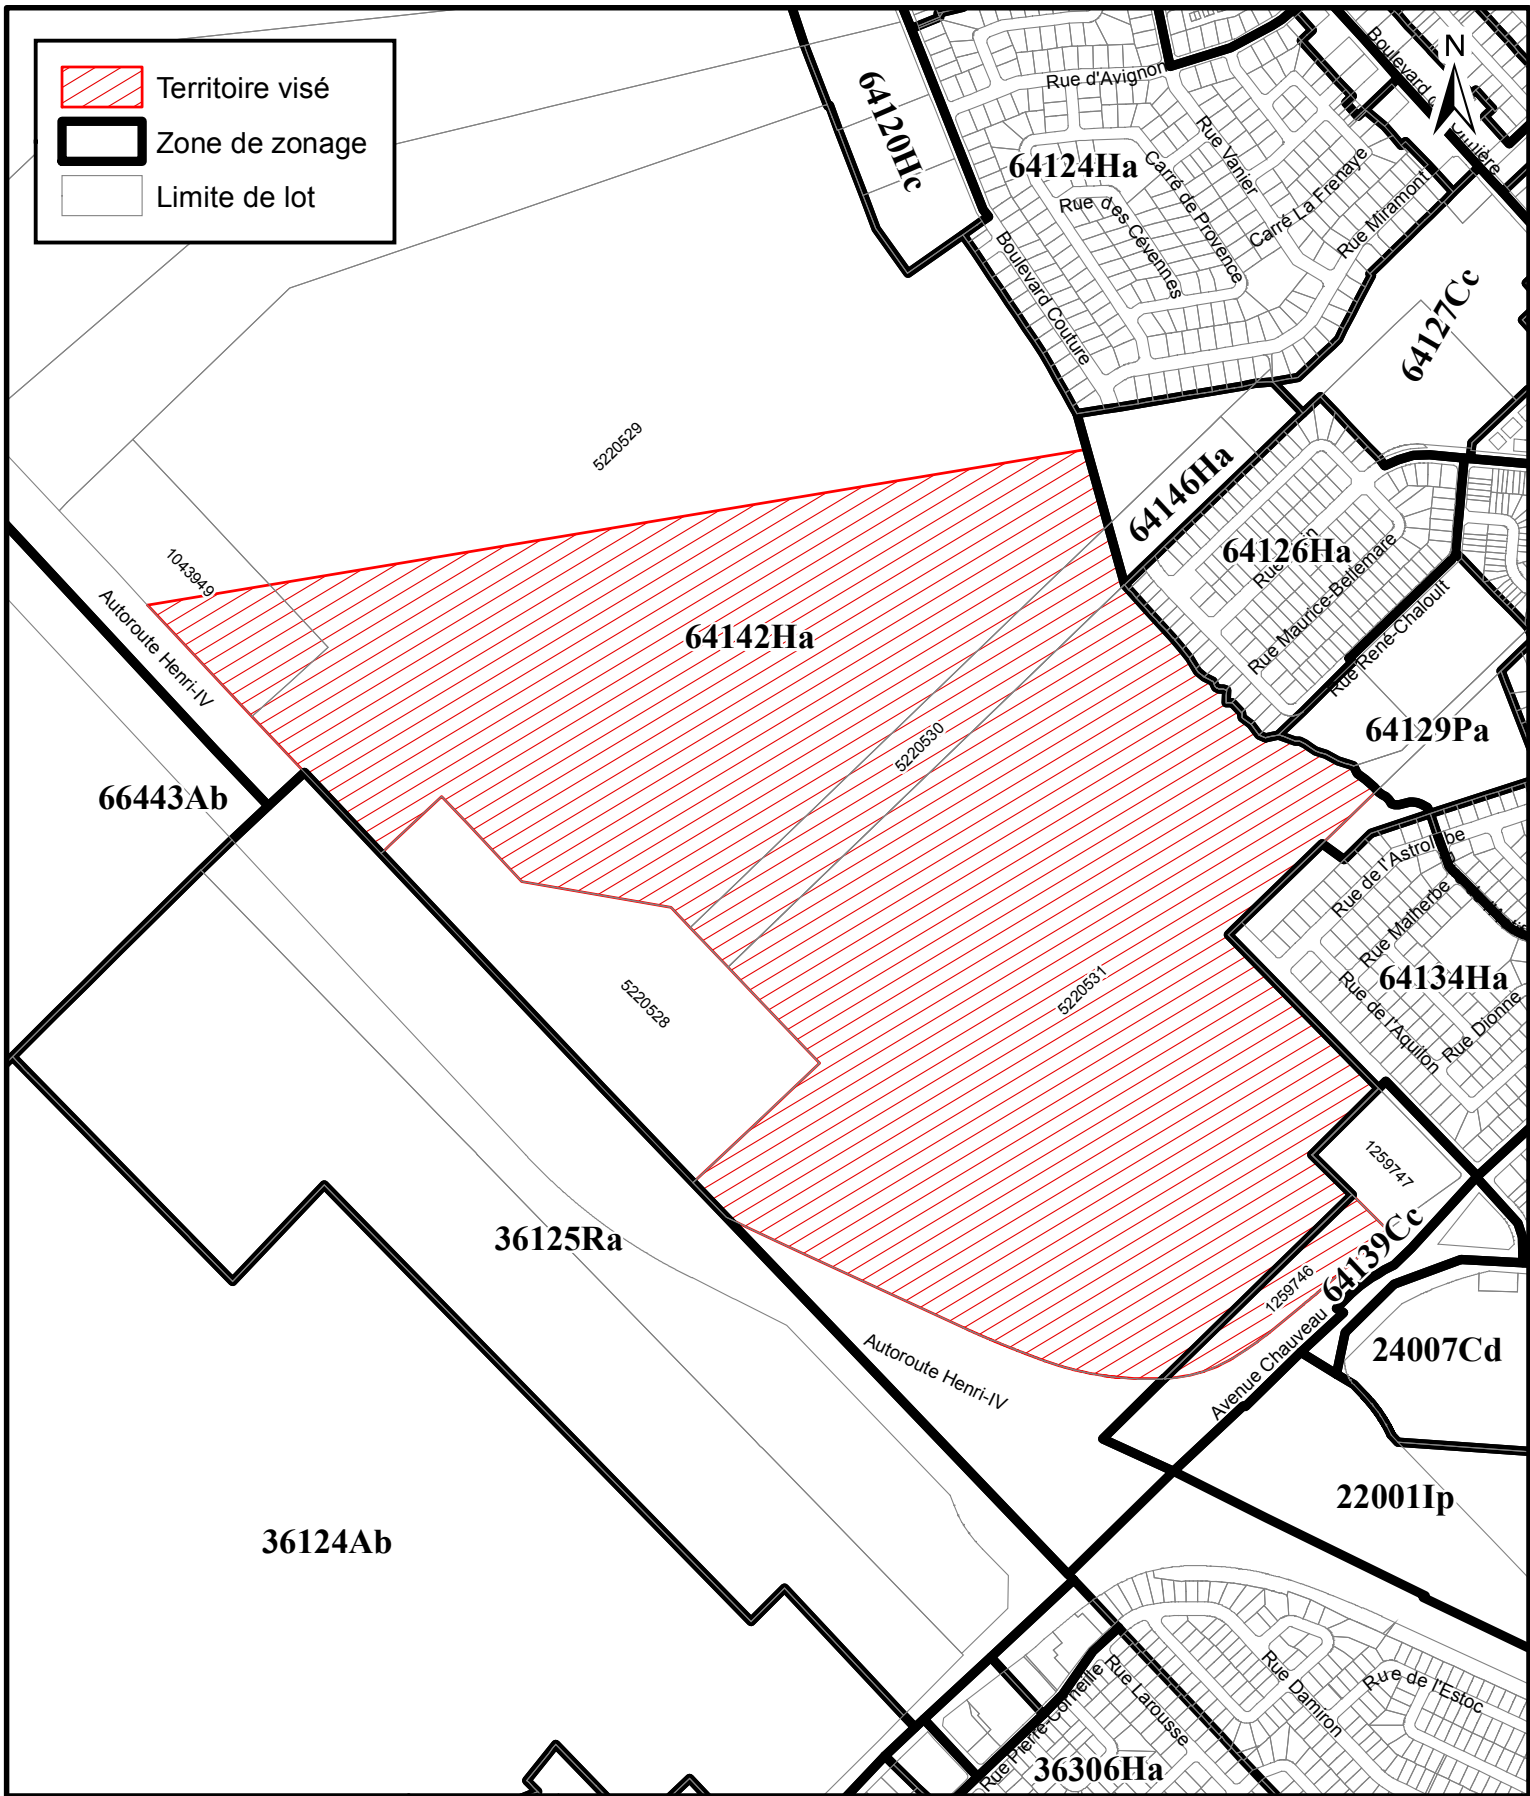 Territoire visé
Zone de zonage
Limite de lot
N
Boulevard
Rue d'Avignon
64120Hc
64124Ha
Rue Vanier
Carré de Provence
Rue des Cévennes
Carré La Frenaye
Rue Miramont
Boulevard Couture
64127Cc
5220529
64146Ha
64126Ha
Rue Maurice-Bellemare
Rue René-Chaloult
1043949
Autoroute Henri-IV
64142Ha
5220530
64129Pa
66443Ab
Rue de l'Astrolabe
Rue Malherbe
64134Ha
Rue de l'Aquilon
Rue Dionne
5220528
5220531
1259747
36125Ra
64139Cc
1259746
Avenue Chauveau
24007Cd
Autoroute Henri-IV
22001Ip
36124Ab
Rue Pierre-Corneille
Rue Larousse
Rue Damiron
Rue de l'Estoc
36306Ha